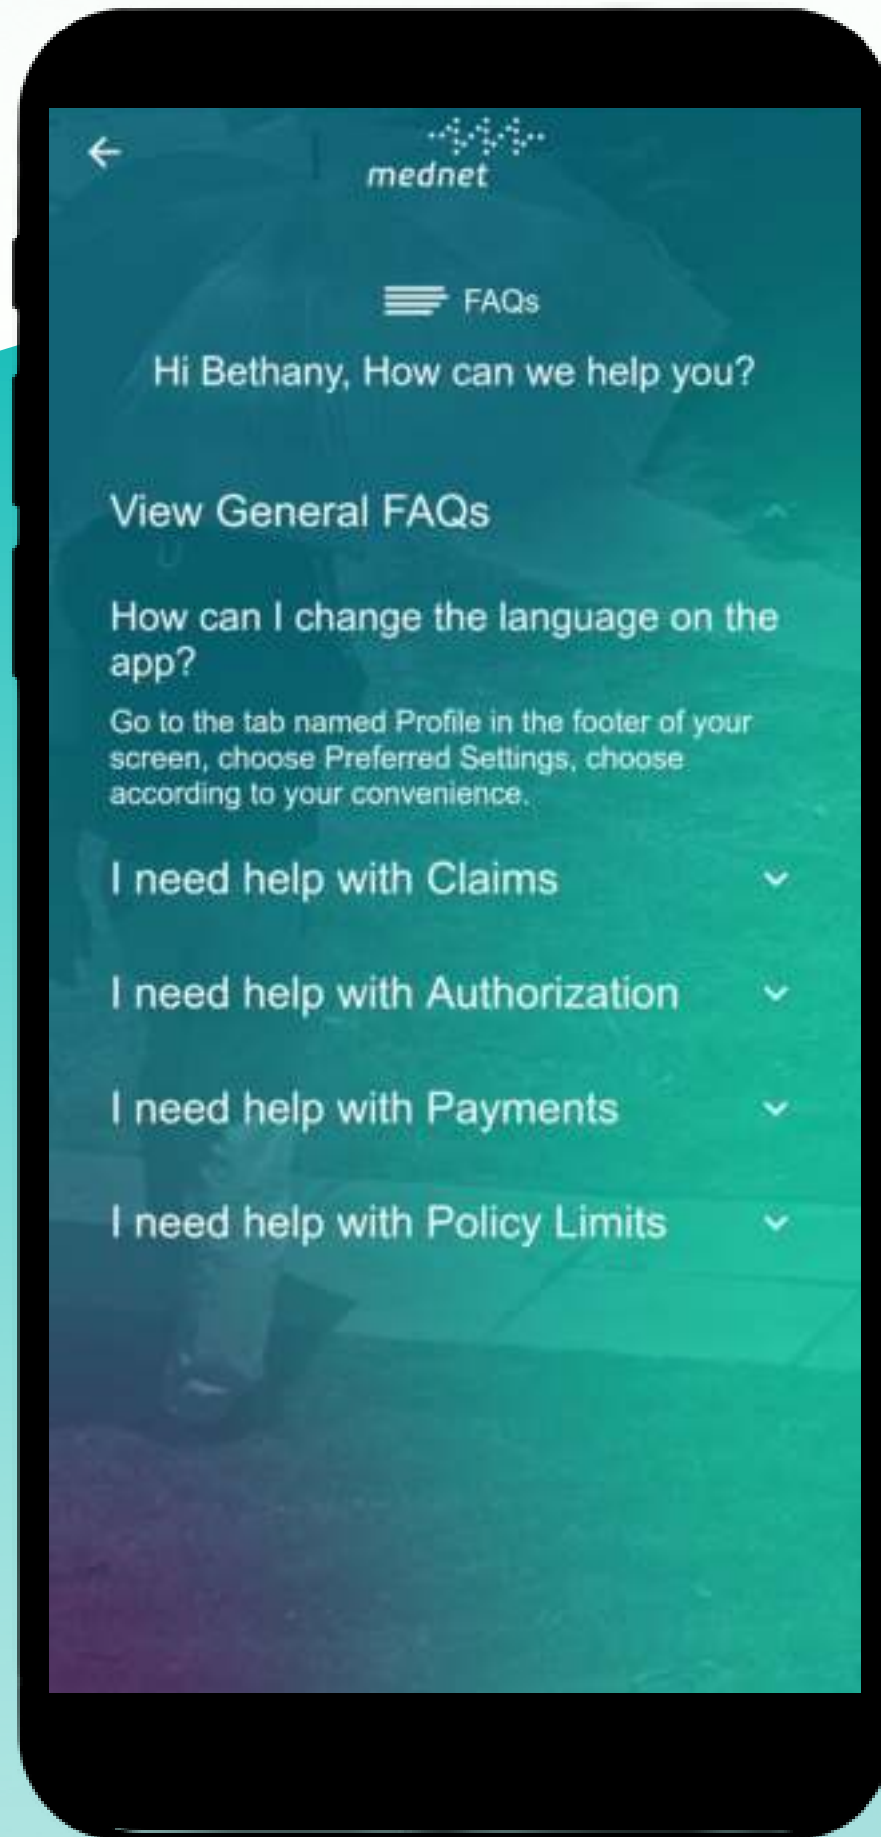 mednet
FAQs
Hi Bethany, How can we help you?
View General FAQs
How can I change the language on the
app?
Go to the tab named Profile in the footer of your
screen, choose Preferred Settings, choose
according to your convenience.
I need help with Claims
I need help with Authorization
I need help with Payments
I need help with Policy Limits